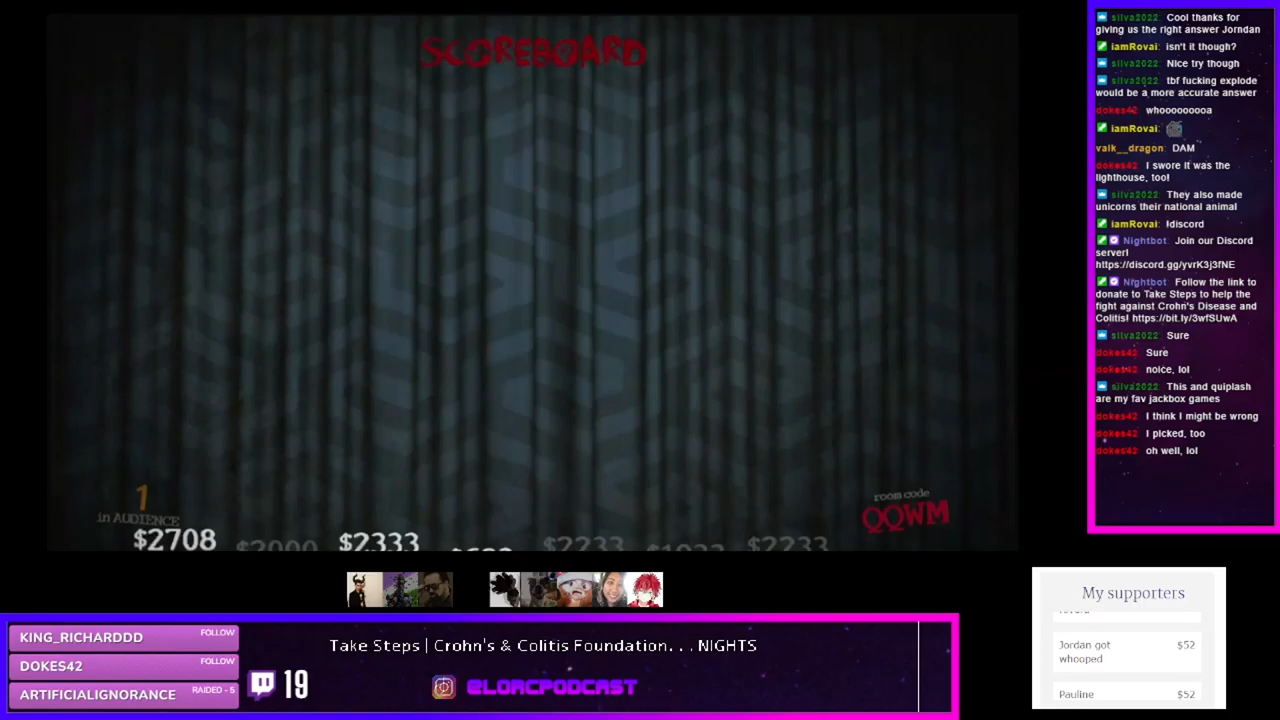 SCOREBOARD
1
in AUDIENCE
room code
QQWM
$2708
$2000
$2333
$2233
$1933
$2233
silva2022: Cool thanks for
giving us the right answer Jorndan
iamRovai: isn't it though?
silva2022: Nice try though
silva2022: tbf fucking explode
would be a more accurate answer
dokes42: whooooooooa
iamRovai:
valk__dragon: DAM
dokes42: I swore it was the
lighthouse, too!
silva2022: They also made
unicorns their national animal
iamRovai: !discord
Nightbot: Join our Discord
server!
https://discord.gg/yvrK3j3fNE
Nightbot: Follow the link to
donate to Take Steps to help the
fight against Crohn's Disease and
Colitis! https://bit.ly/3wfSUwA
silva2022: Sure
dokes42: Sure
dokes42: noice, lol
silva2022: This and quiplash
are my fav jackbox games
dokes42: I think I might be wrong
dokes42: I picked, too
dokes42: oh well, lol
My supporters
Jordan got
whooped
$52
Pauline
$52
KING_RICHARDDD FOLLOW
DOKES42 FOLLOW
ARTIFICIALIGNORANCE RAIDED - 5
Take Steps | Crohn's & Colitis Foundation. . . NIGHTS
19
@LORCPODCAST